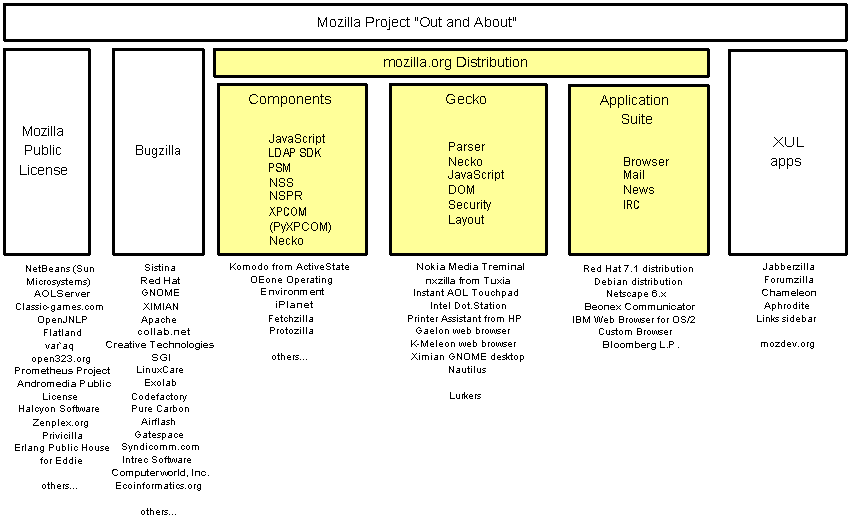 Mozilla Project "Out and About"
Mozilla
Public
License
Bugzilla
mozilla.org Distribution
Components
JavaScript
LDAP SDK
PSM
NSS
NSPR
XPCOM
(PyXPCOM)
Necko
Gecko
Parser
Necko
JavaScript
DOM
Security
Layout
Application
Suite
Browser
Mail
News
IRC
XUL
apps
NetBeans (Sun
Microsystems)
AOLServer
Classic-games.com
OpenJNLP
Flatland
var`aq
open323.org
Prometheus Project
Andromedia Public
License
Halcyon Software
Zenplex.org
Privicilla
Erlang Public House
for Eddie
others...
Sistina
Red Hat
GNOME
XIMIAN
Apache
collab.net
Creative Technologies
SGI
LinuxCare
Exolab
Codefactory
Pure Carbon
Airflash
Gatespace
Syndicomm.com
Intrec Software
Computerworld, Inc.
Ecoinformatics.org
others...
Komodo from ActiveState
OEone Operating
Environment
iPlanet
Fetchzilla
Protozilla
others...
Nokia Media Treminal
nxzilla from Tuxia
Instant AOL Touchpad
Intel Dot.Station
Printer Assistant from HP
Gaelon web browser
K-Meleon web browser
Ximian GNOME desktop
Nautilus
Lurkers
Red Hat 7.1 distribution
Debian distribution
Netscape 6.x
Beonex Communicator
IBM Web Browser for OS/2
Custom Browser
Bloomberg L.P.
Jabberzilla
Forumzilla
Chameleon
Aphrodite
Links sidebar
mozdev.org